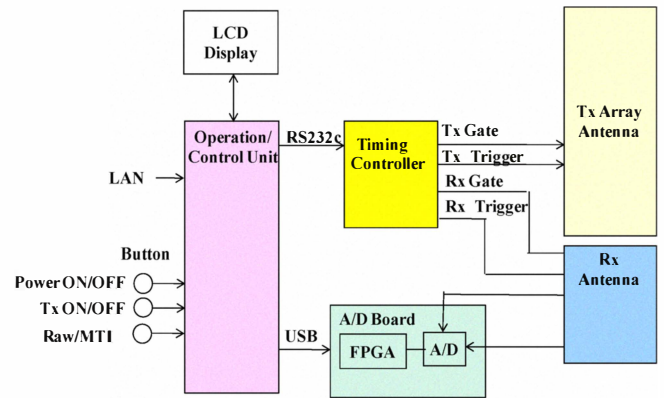 LCD
Display
Operation/
Control Unit
RS232c
Timing
Controller
Tx Gate
Tx Trigger
Rx Gate
Rx Trigger
Tx Array
Antenna
LAN
Button
Power ON/OFF
Tx ON/OFF
Raw/MTI
USB
A/D Board
FPGA
A/D
Rx
Antenna